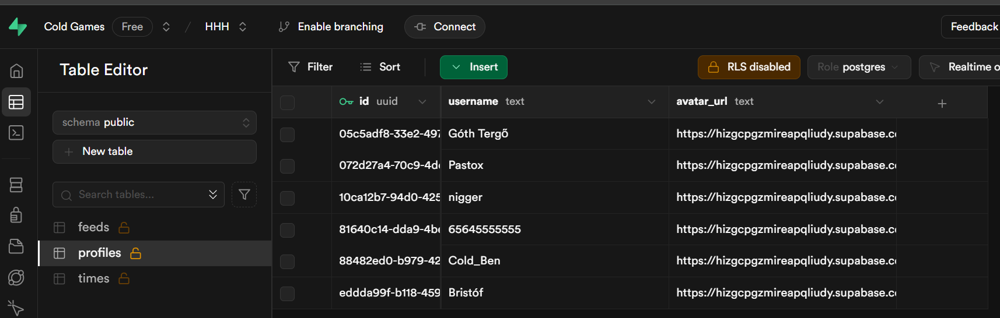 Cold Games Free / HHH Enable branching Connect Feedback
Table Editor
Filter Sort Insert RLS disabled Role postgres Realtime o
schema public
New table
Search tables...
feeds
profiles
times
id uuid username text avatar_url text
05c5adf8-33e2-497 Góth Tergő https://hizgcpgzmireapqliudy.supabase.c
072d27a4-70c9-4d Pastox https://hizgcpgzmireapqliudy.supabase.c
10ca12b7-94d0-425 nigger https://hizgcpgzmireapqliudy.supabase.c
81640c14-dda9-4b 65645555555 https://hizgcpgzmireapqliudy.supabase.c
88482ed0-b979-42 Cold_Ben https://hizgcpgzmireapqliudy.supabase.c
eddda99f-b118-459 Bristóf https://hizgcpgzmireapqliudy.supabase.c